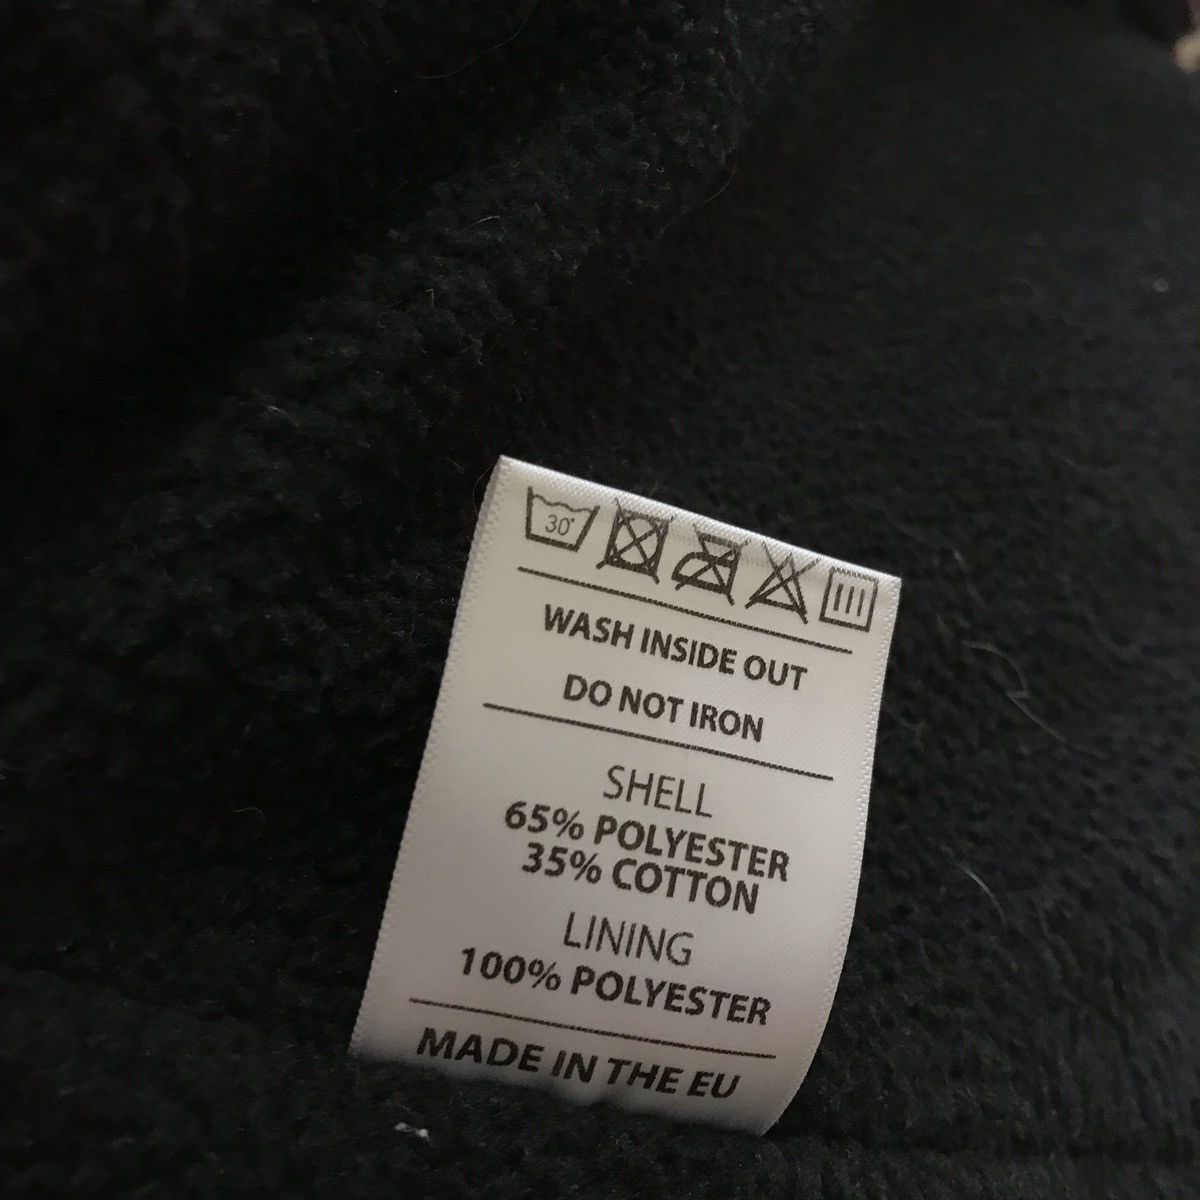 30°
WASH INSIDE OUT
DO NOT IRON
SHELL
65% POLYESTER
35% COTTON
LINING
100% POLYESTER
MADE IN THE EU